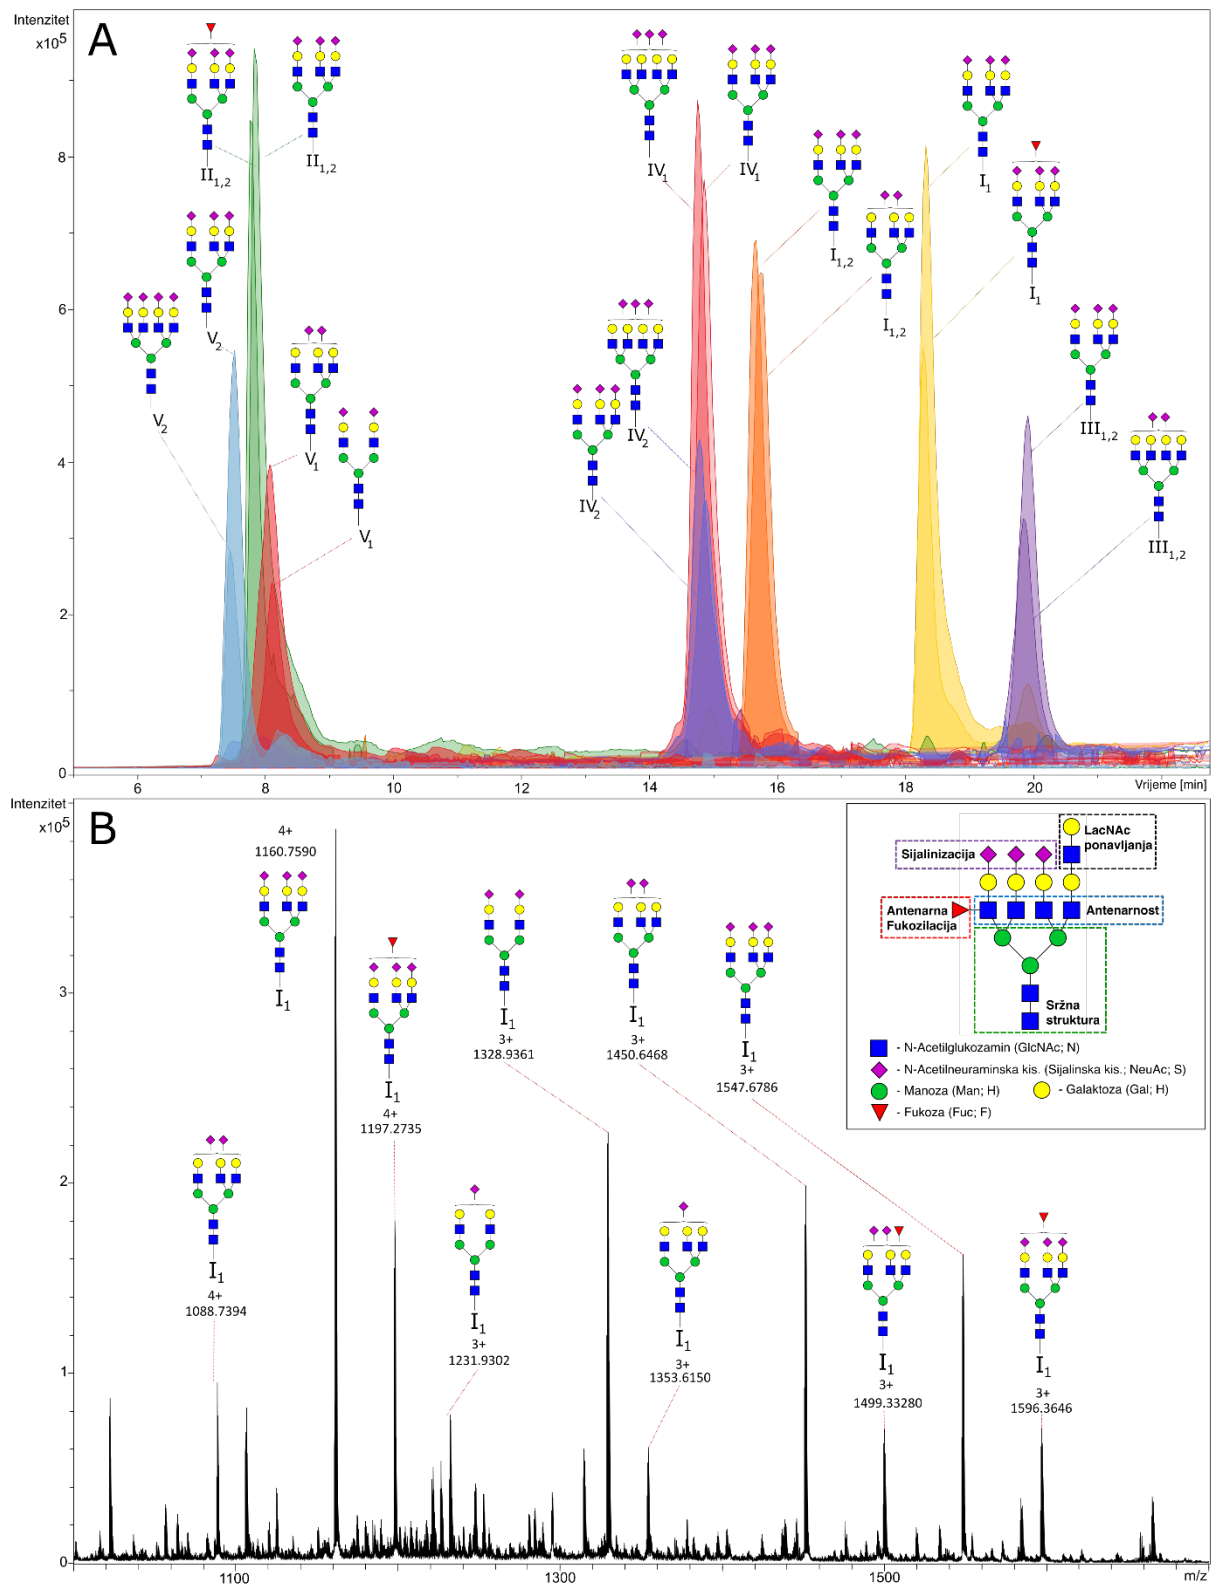 Intenzitet
x10⁵
A
8
6
4
2
0
II₁,₂
II₁,₂
V₂
V₂
V₁
V₁
IV₁
IV₁
IV₂
IV₂
I₁,₂
I₁,₂
I₁
I₁
III₁,₂
III₁,₂
6
8
10
12
14
16
18
20
Vrijeme [min]
Intenzitet
x10⁵
B
3
2
1
0
4+
1160.7590
I₁
I₁
4+
1197.2735
I₁
3+
1328.9361
I₁
3+
1450.6468
I₁
3+
1547.6786
I₁
4+
1088.7394
I₁
3+
1231.9302
I₁
3+
1353.6150
I₁
3+
1499.33280
I₁
3+
1596.3646
1100
1300
1500
m/z
LacNAc
ponavljanja
Sijalinizacija
Antenarna
Fukozilacija
Antenarnost
Sržna
struktura
- N-Acetilglukozamin (GlcNAc; N)
- N-Acetilneuraminska kis. (Sijalinska kis.; NeuAc; S)
- Manoza (Man; H)
- Galaktoza (Gal; H)
- Fukoza (Fuc; F)